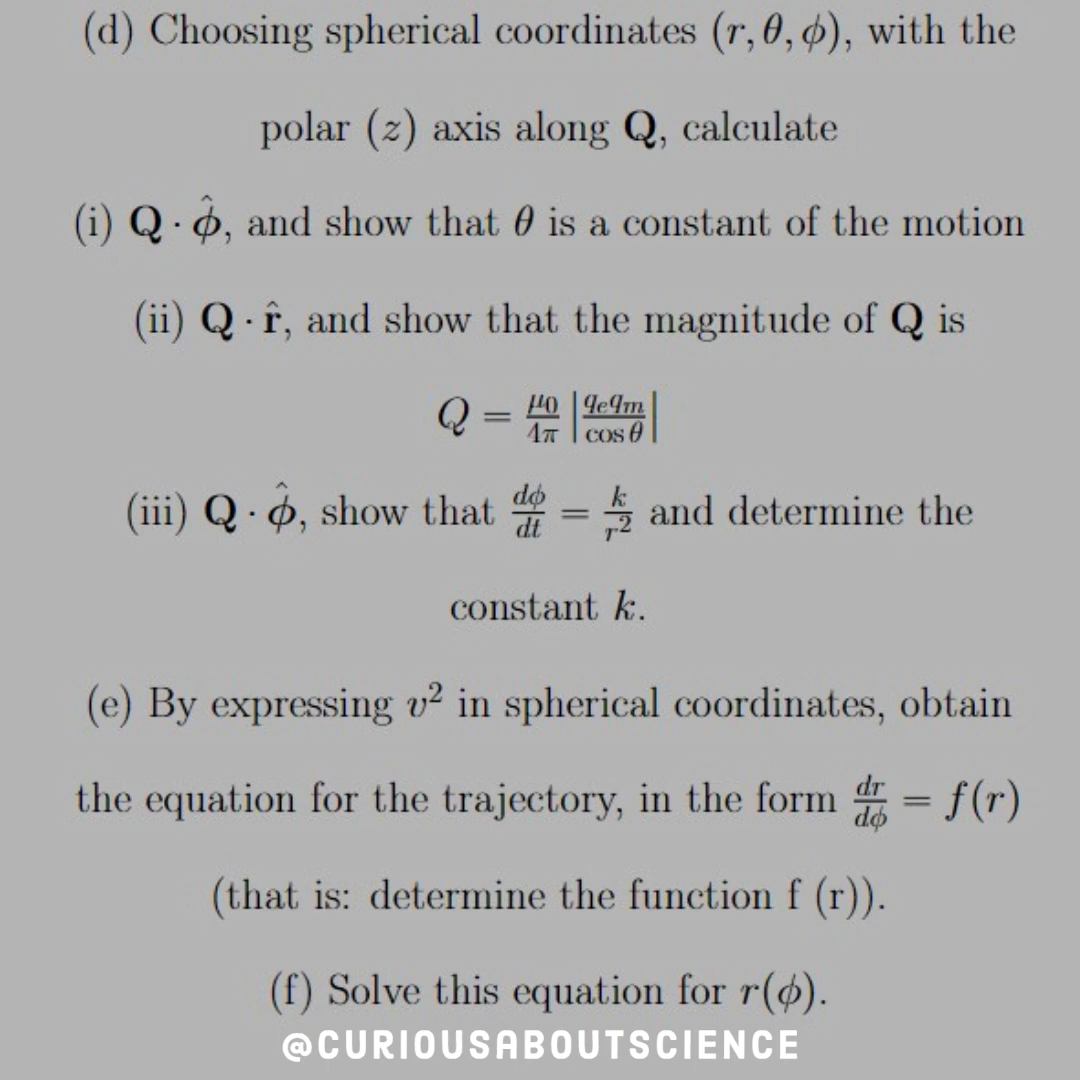 (d) Choosing spherical coordinates (r, θ, ϕ), with the
polar (z) axis along Q, calculate
(i) Q · ϕ̂, and show that θ is a constant of the motion
(ii) Q · r̂, and show that the magnitude of Q is
Q = μ0/4π |qeqm/cos θ|
(iii) Q · ϕ̂, show that dϕ/dt = k/r² and determine the
constant k.
(e) By expressing v² in spherical coordinates, obtain
the equation for the trajectory, in the form dr/dϕ = f(r)
(that is: determine the function f (r)).
(f) Solve this equation for r(ϕ).
@CURIOUSABOUTSCIENCE